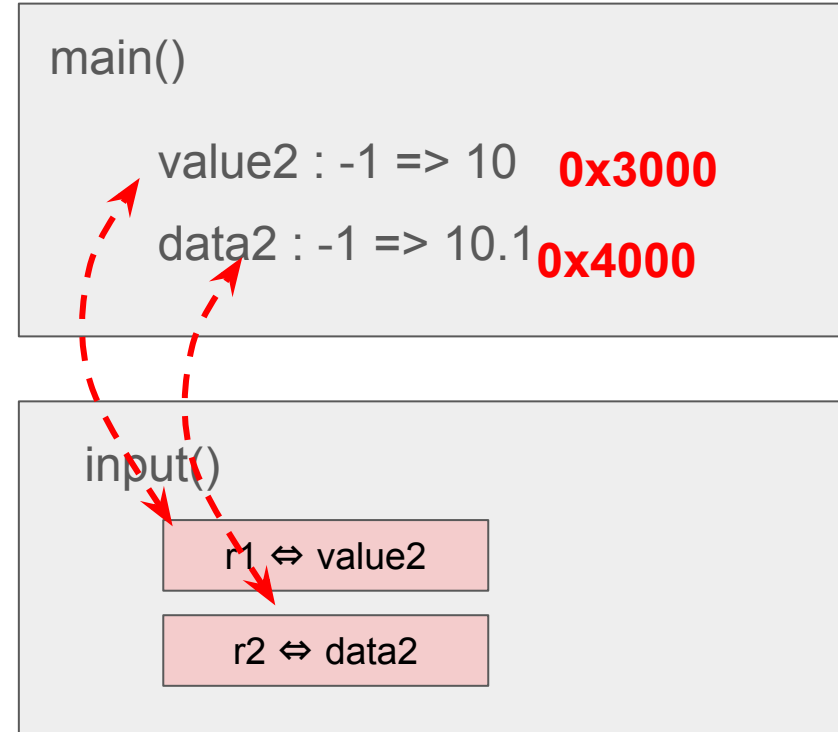 main()
value2 : -1 => 10 0x3000
data2 : -1 => 10.1 0x4000
input()
r1 ⇔ value2
r2 ⇔ data2